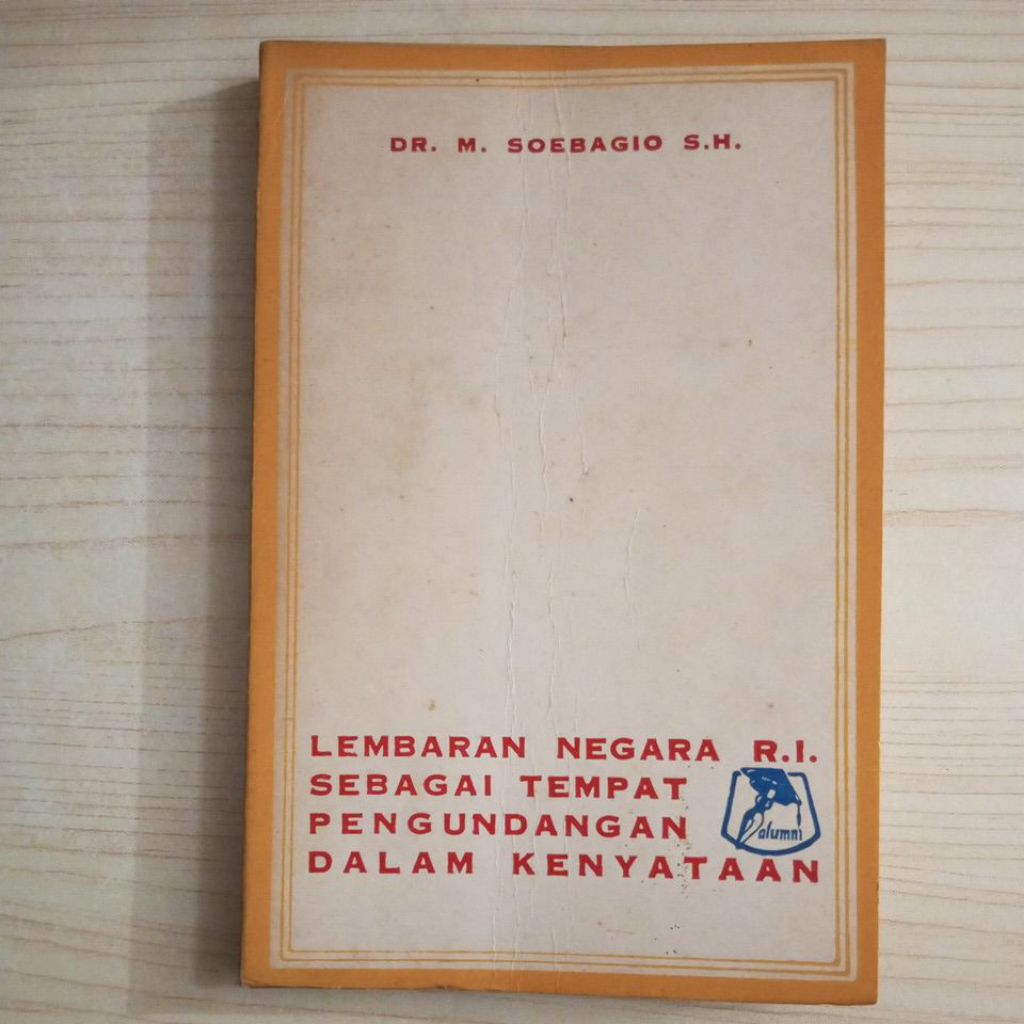 DR. M. SOEBAGIO S.H.
LEMBARAN NEGARA R.I.
SEBAGAI TEMPAT
PENGUNDANGAN
alumni
DALAM KENYATAAN